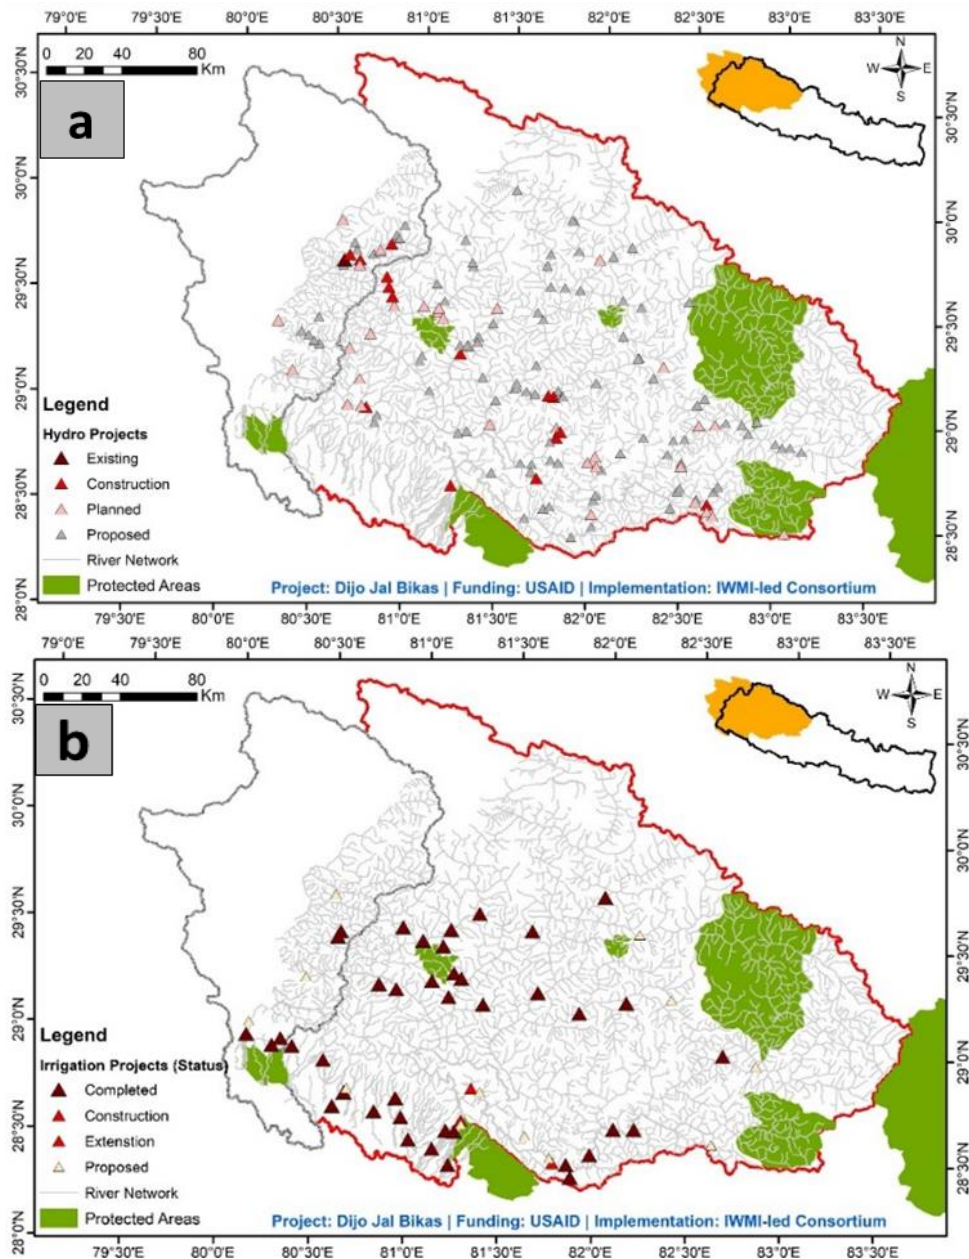 79°0'E 79°30'E 80°0'E 80°30'E 81°0'E 81°30'E 82°0'E 82°30'E 83°0'E 83°30'E
0 20 40 80
Km
N
W E
S
a
30°30'N
30°0'N
29°30'N
29°0'N
28°30'N
28°0'N
30°30'N
30°0'N
29°30'N
29°0'N
28°30'N
Legend
Hydro Projects
Existing
Construction
Planned
Proposed
River Network
Protected Areas
Project: Dijo Jal Bikas | Funding: USAID | Implementation: IWMI-led Consortium
79°30'E 80°0'E 80°30'E 81°0'E 81°30'E 82°0'E 82°30'E 83°0'E 83°30'E
79°0'E 79°30'E 80°0'E 80°30'E 81°0'E 81°30'E 82°0'E 82°30'E 83°0'E 83°30'E
0 20 40 80
Km
N
W E
S
b
30°30'N
30°0'N
29°30'N
29°0'N
28°30'N
28°0'N
30°30'N
30°0'N
29°30'N
29°0'N
28°30'N
Legend
Irrigation Projects (Status)
Completed
Construction
Extenstion
Proposed
River Network
Protected Areas
Project: Dijo Jal Bikas | Funding: USAID | Implementation: IWMI-led Consortium
79°30'E 80°0'E 80°30'E 81°0'E 81°30'E 82°0'E 82°30'E 83°0'E 83°30'E